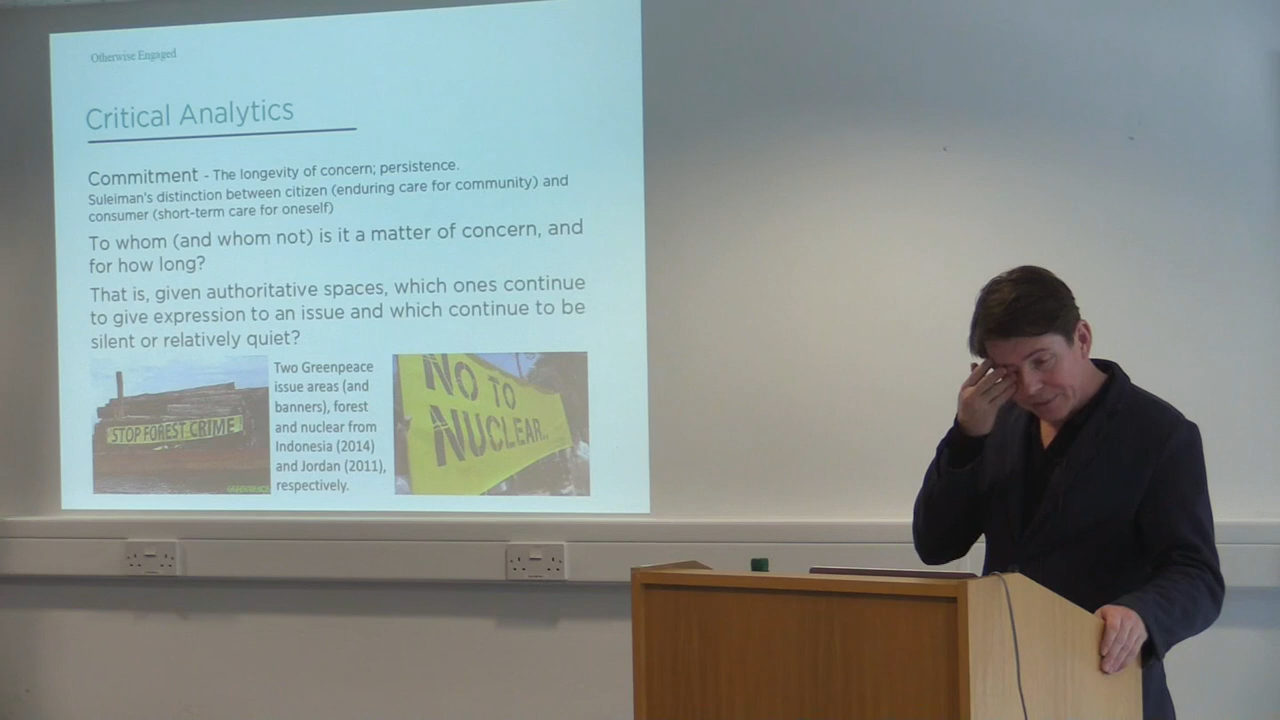 Otherwise Engaged
Critical Analytics
Commitment - The longevity of concern; persistence.
Suleiman's distinction between citizen (enduring care for community) and
consumer (short-term care for oneself)
To whom (and whom not) is it a matter of concern, and
for how long?
That is, given authoritative spaces, which ones continue
to give expression to an issue and which continue to be
silent or relatively quiet?
STOP FOREST CRIME
GREENPEACE
Two Greenpeace
issue areas (and
banners), forest
and nuclear from
Indonesia (2014)
and Jordan (2011),
respectively.
NO TO
NUCLEAR..